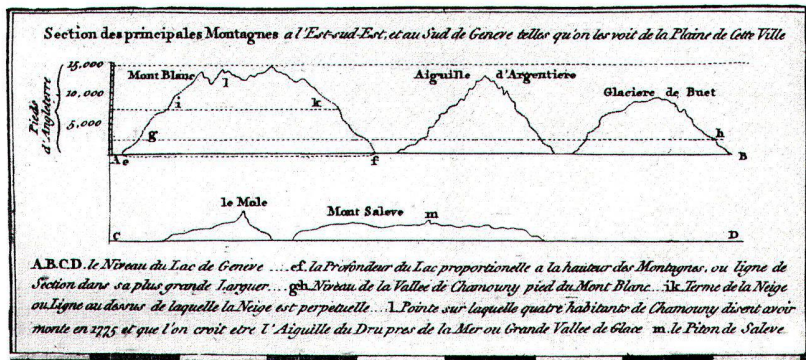 Section des principales Montagnes a l'Est-sud-Est, et au Sud de Geneve telles qu'on les voit de la Plaine de Cette Ville
15,000
Mont Blanc
Aiguille d'Argentiere
10,000
l
Glaciere de Buet
i
k
Pieds d'Angleterre
5,000
g
h
A e
f
B
le Mole
Mont Saleve
m
C
D
A.B.C.D. le Niveau du Lac de Geneve ....ef. la Profondeur du Lac proportionelle a la hauteur des Montagnes, ou ligne de
Section dans sa plus grande Larguer....gh. Niveau de la Vallée di Chamouny pied du Mont Blanc...ik. Terme de la Neige
ou Ligne au dessus de laquelle la Neige est perpetuelle ....l. Pointe sur laquelle quatre habitants de Chamouny disent avoir
monte en 1775 et que l'on croit etre l'Aiguille du Dru pres de la Mer ou Grande Vallee de Glace m. le Piton de Saleve